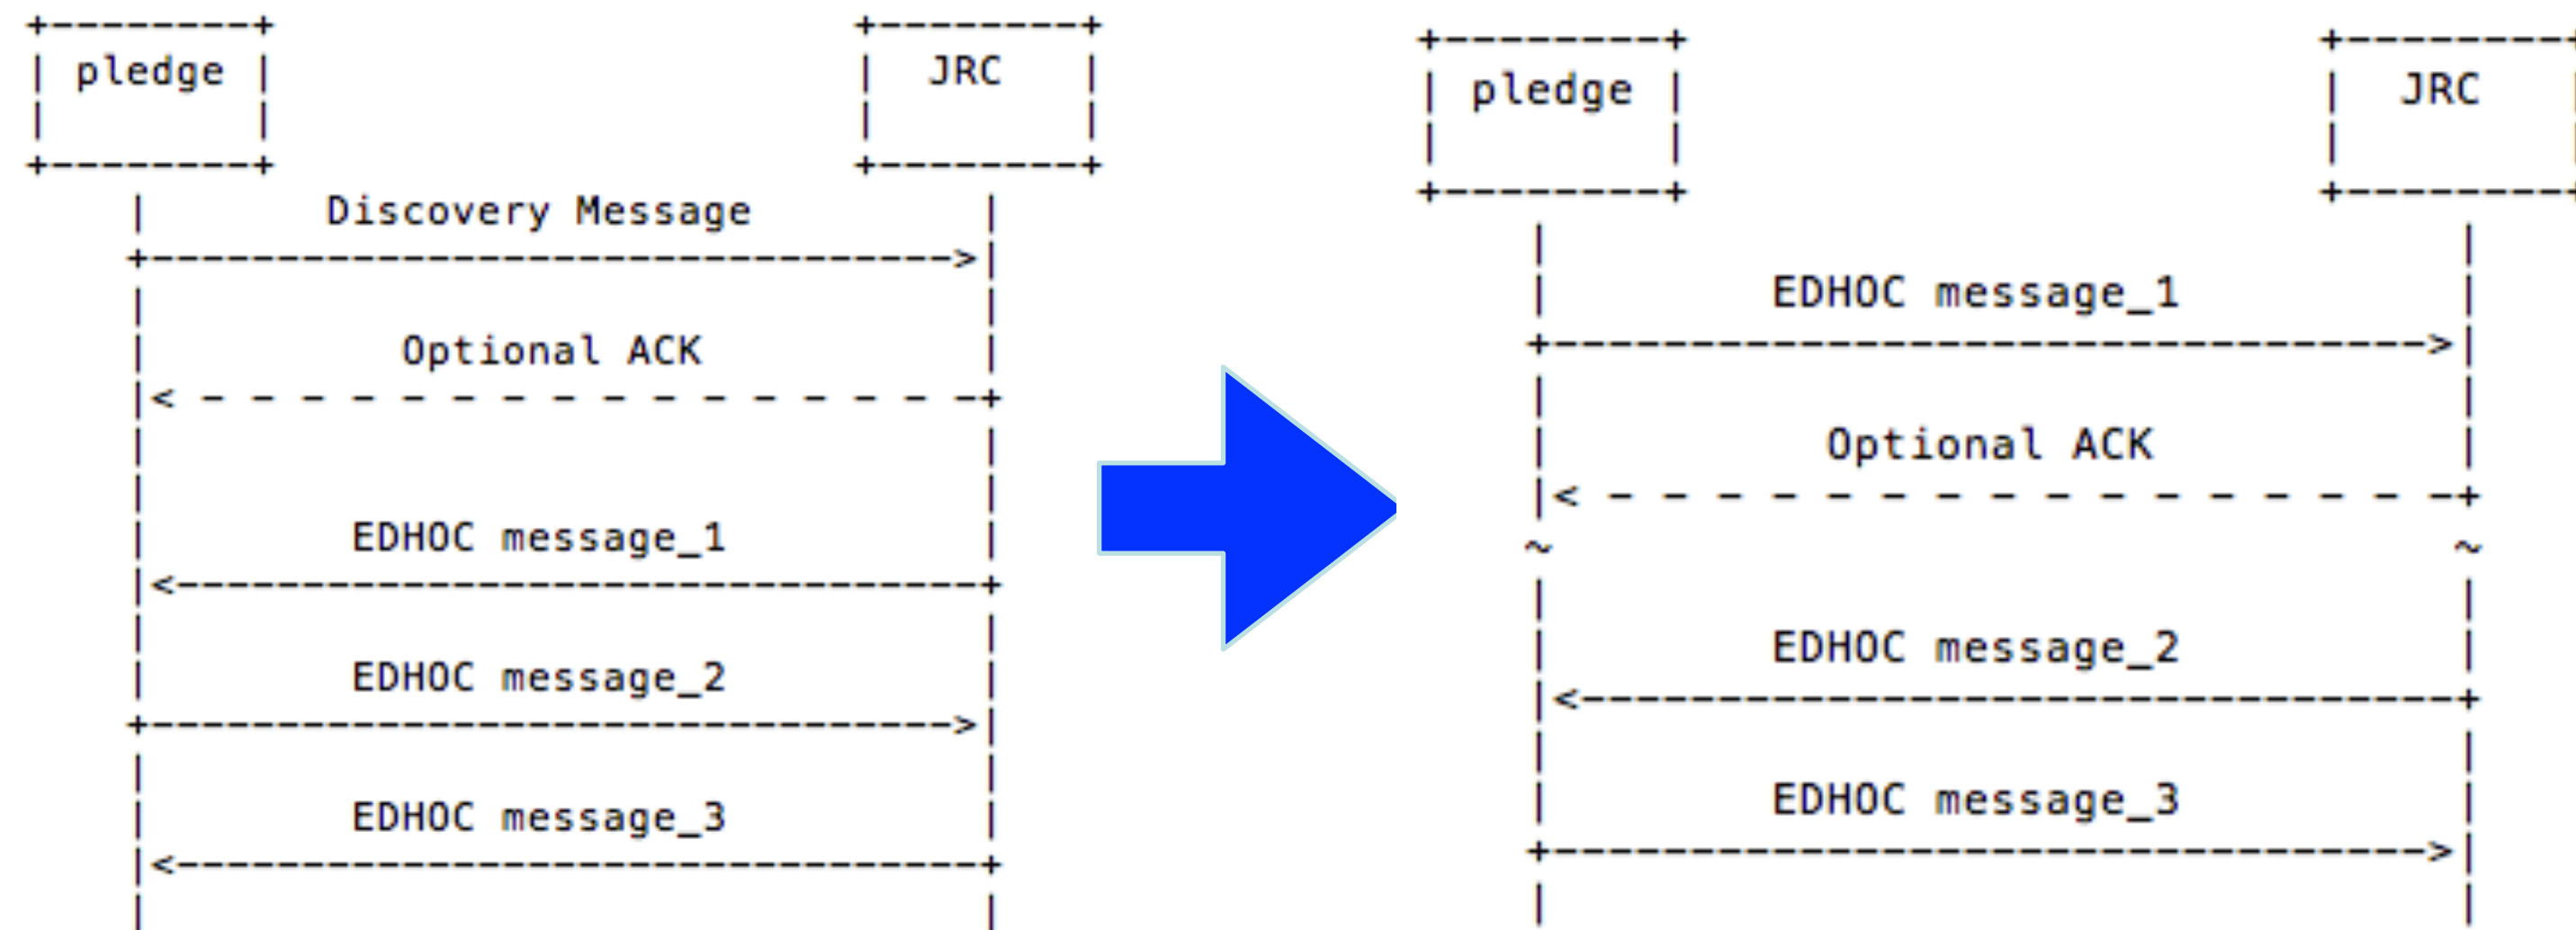 pledge
JRC
Discovery Message
Optional ACK
EDHOC message_1
EDHOC message_2
EDHOC message_3
pledge
JRC
EDHOC message_1
Optional ACK
EDHOC message_2
EDHOC message_3